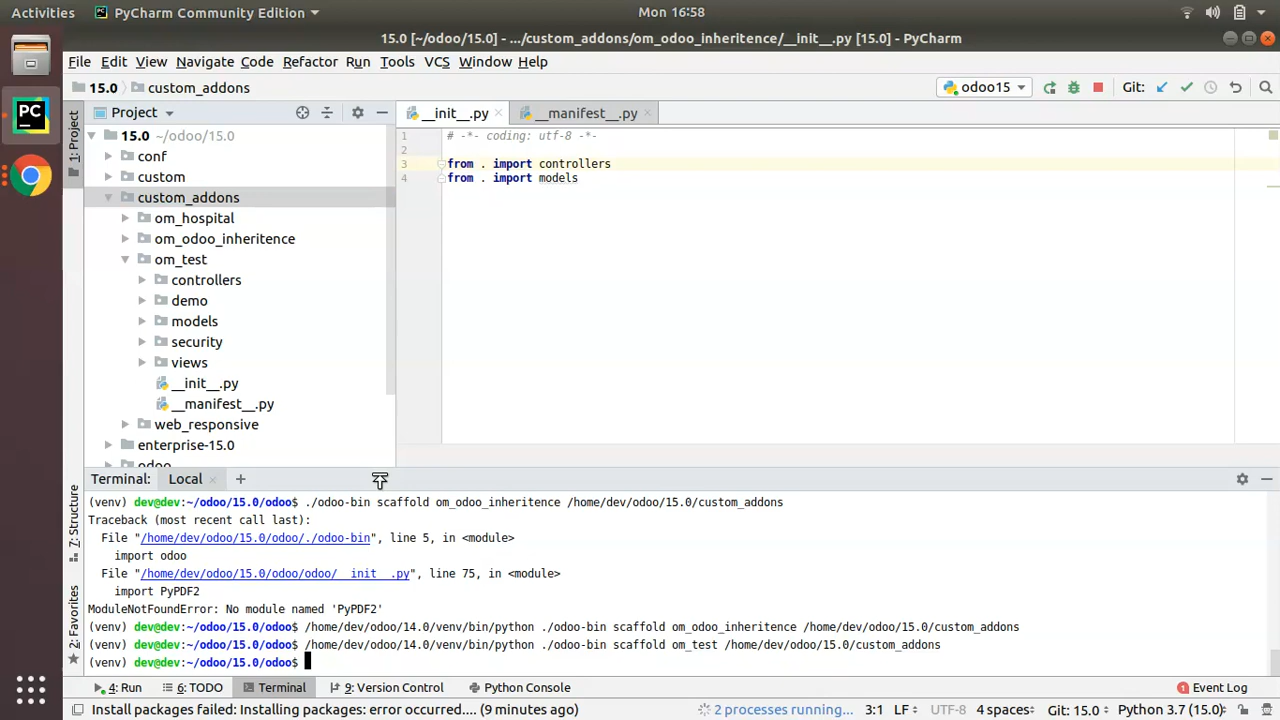 Activities PyCharm Community Edition Mon 16:58
15.0 [~/odoo/15.0] - .../custom_addons/om_odoo_inheritence/__init__.py [15.0] - PyCharm
File Edit View Navigate Code Refactor Run Tools VCS Window Help
15.0 custom_addons odoo15 Git:
1: Project
Project
__init__.py
__manifest__.py
15.0 ~/odoo/15.0
conf
custom
custom_addons
om_hospital
om_odoo_inheritence
om_test
controllers
demo
models
security
views
__init__.py
__manifest__.py
web_responsive
enterprise-15.0
odoo
1 # -*- coding: utf-8 -*-
2
3 from . import controllers
4 from . import models
Terminal: Local +
(venv) dev@dev:~/odoo/15.0/odoo$ ./odoo-bin scaffold om_odoo_inheritence /home/dev/odoo/15.0/custom_addons
Traceback (most recent call last):
File "/home/dev/odoo/15.0/odoo/./odoo-bin", line 5, in <module>
import odoo
File "/home/dev/odoo/15.0/odoo/odoo/__init__.py", line 75, in <module>
import PyPDF2
ModuleNotFoundError: No module named 'PyPDF2'
(venv) dev@dev:~/odoo/15.0/odoo$ /home/dev/odoo/14.0/venv/bin/python ./odoo-bin scaffold om_odoo_inheritence /home/dev/odoo/15.0/custom_addons
(venv) dev@dev:~/odoo/15.0/odoo$ /home/dev/odoo/14.0/venv/bin/python ./odoo-bin scaffold om_test /home/dev/odoo/15.0/custom_addons
(venv) dev@dev:~/odoo/15.0/odoo$
7: Structure
2: Favorites
4: Run 6: TODO Terminal 9: Version Control Python Console 1 Event Log
Install packages failed: Installing packages: error occurred.... (9 minutes ago) 2 processes running... 3:1 LF UTF-8 4 spaces Git: 15.0 Python 3.7 (15.0)